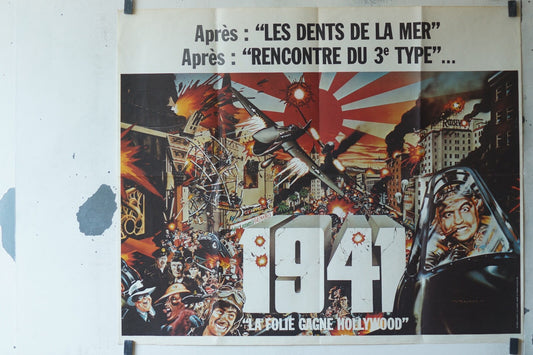 Après : "LES DENTS DE LA MER"
Après : "RENCONTRE DU 3e TYPE"...
1941
"LA FOLIE GAGNE HOLLYWOOD"